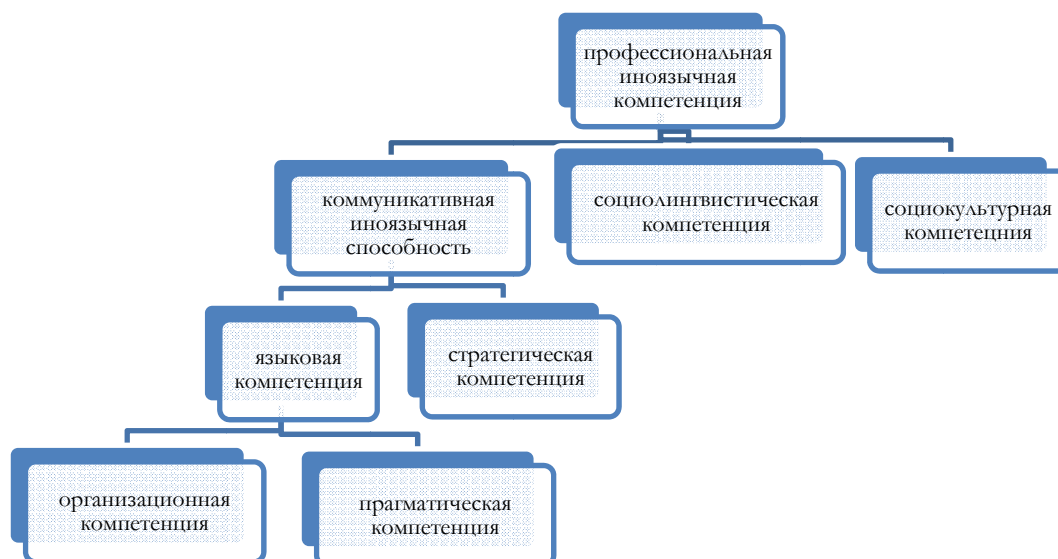 профессиональная
иноязычная
компетенция
коммуникативная
иноязычная
способность
социолингвистическая
компетенция
социокультурная
компетецния
языковая
компетенция
стратегическая
компетенция
организационная
компетенция
прагматическая
компетенция